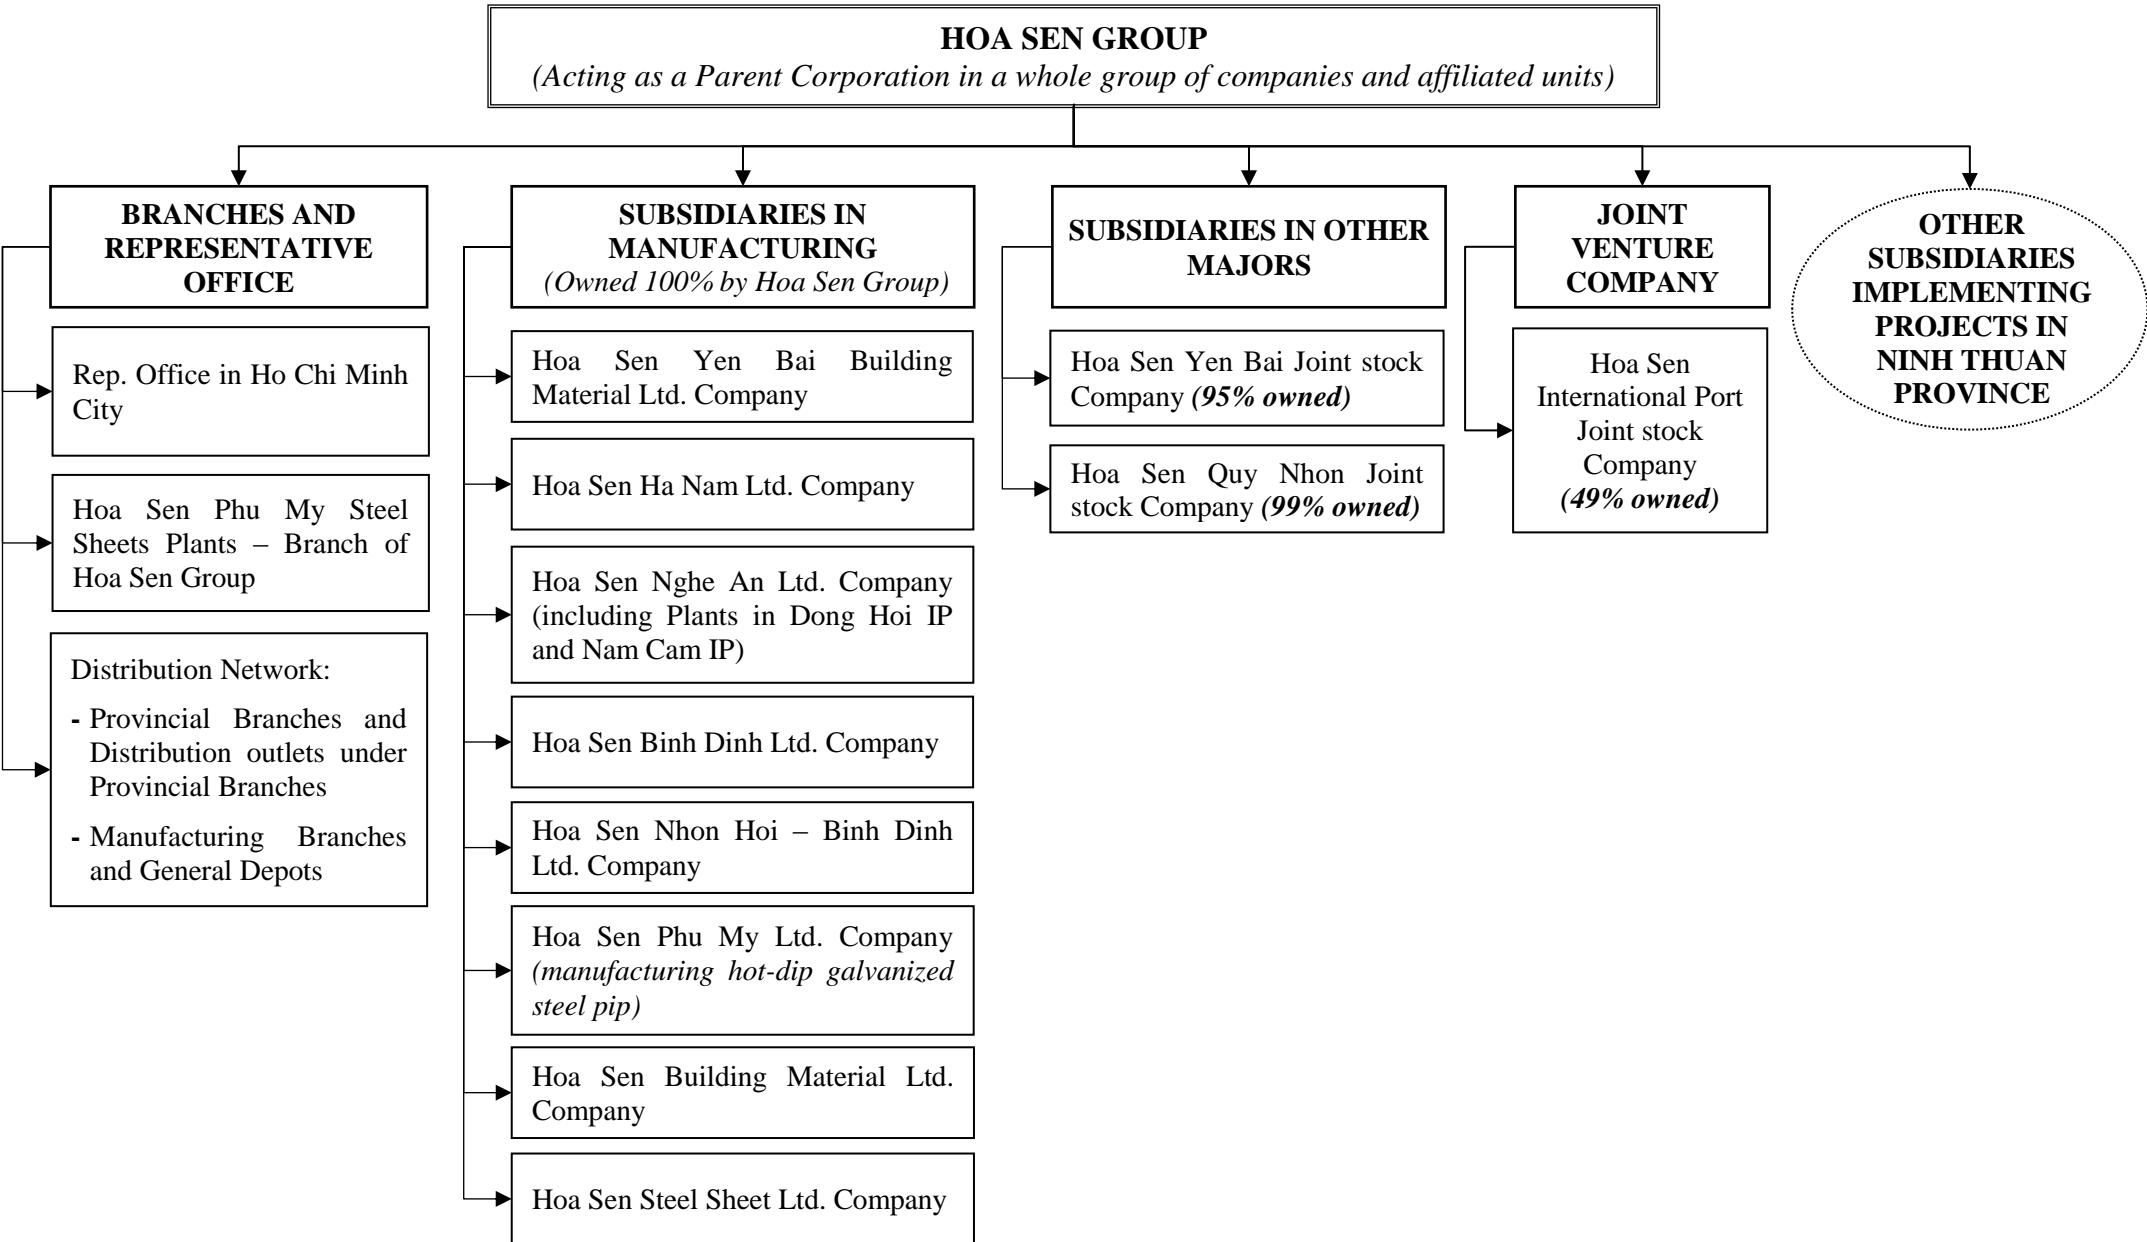 HOA SEN GROUP
(Acting as a Parent Corporation in a whole group of companies and affiliated units)
BRANCHES AND
REPRESENTATIVE
OFFICE
Rep. Office in Ho Chi Minh
City
Hoa Sen Phu My Steel
Sheets Plants – Branch of
Hoa Sen Group
Distribution Network:
- Provincial Branches and
Distribution outlets under
Provincial Branches
- Manufacturing Branches
and General Depots
SUBSIDIARIES IN
MANUFACTURING
(Owned 100% by Hoa Sen Group)
Hoa Sen Yen Bai Building
Material Ltd. Company
Hoa Sen Ha Nam Ltd. Company
Hoa Sen Nghe An Ltd. Company
(including Plants in Dong Hoi IP
and Nam Cam IP)
Hoa Sen Binh Dinh Ltd. Company
Hoa Sen Nhon Hoi – Binh Dinh
Ltd. Company
Hoa Sen Phu My Ltd. Company
(manufacturing hot-dip galvanized
steel pip)
Hoa Sen Building Material Ltd.
Company
Hoa Sen Steel Sheet Ltd. Company
SUBSIDIARIES IN OTHER
MAJORS
Hoa Sen Yen Bai Joint stock
Company (95% owned)
Hoa Sen Quy Nhon Joint
stock Company (99% owned)
JOINT
VENTURE
COMPANY
Hoa Sen
International Port
Joint stock
Company
(49% owned)
OTHER
SUBSIDIARIES
IMPLEMENTING
PROJECTS IN
NINH THUAN
PROVINCE